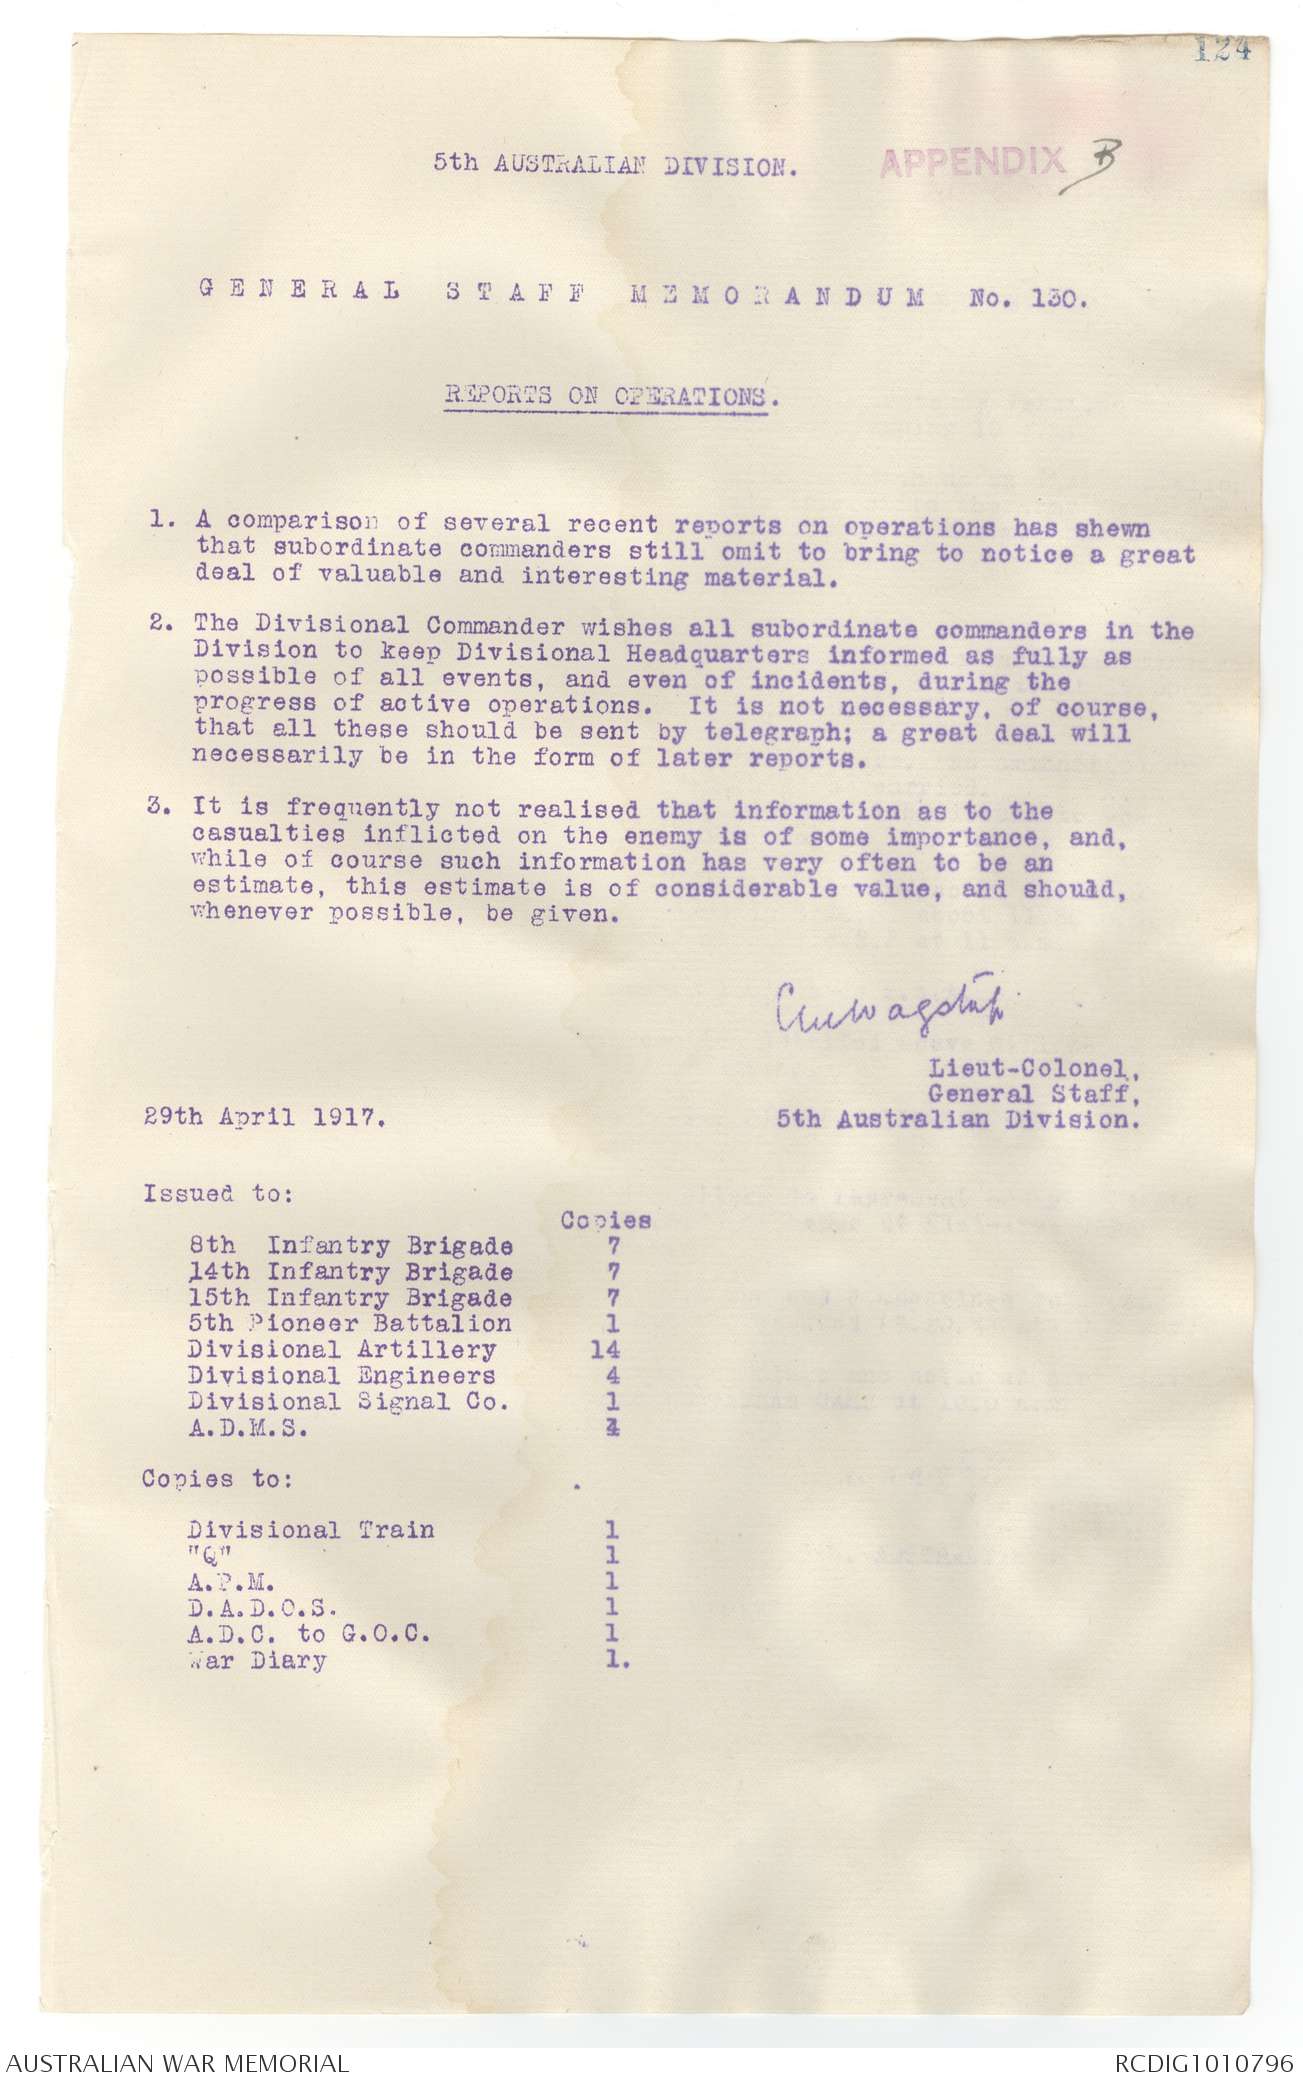 124
5th AUSTRALIAN DIVISION.
APPENDIX B
GENERAL STAFF MEMORANDUM No. 130.
REPORTS ON OPERATIONS.
1. A comparison of several recent reports on operations has shewn
that subordinate commanders still omit to bring to notice a great
deal of valuable and interesting material.
2. The Divisional Commander wishes all subordinate commanders in the
Division to keep Divisional Headquarters informed as fully as
possible of all events, and even of incidents, during the
progress of active operations. It is not necessary, of course,
that all these should be sent by telegraph; a great deal will
necessarily be in the form of later reports.
3. It is frequently not realised that information as to the
casualties inflicted on the enemy is of some importance, and,
while of course such information has very often to be an
estimate, this estimate is of considerable value, and should,
whenever possible, be given.
Lieut-Colonel,
General Staff,
29th April 1917.
5th Australian Division.
Issued to:
Copies
8th Infantry Brigade 7
14th Infantry Brigade 7
15th Infantry Brigade 7
5th Pioneer Battalion 1
Divisional Artillery 14
Divisional Engineers 4
Divisional Signal Co. 1
A.D.M.S. 4
Copies to:
Divisional Train 1
"Q" 1
A.P.M. 1
D.A.D.O.S. 1
A.D.C. to G.O.C. 1
War Diary 1.
AUSTRALIAN WAR MEMORIAL
RCDIG1010796